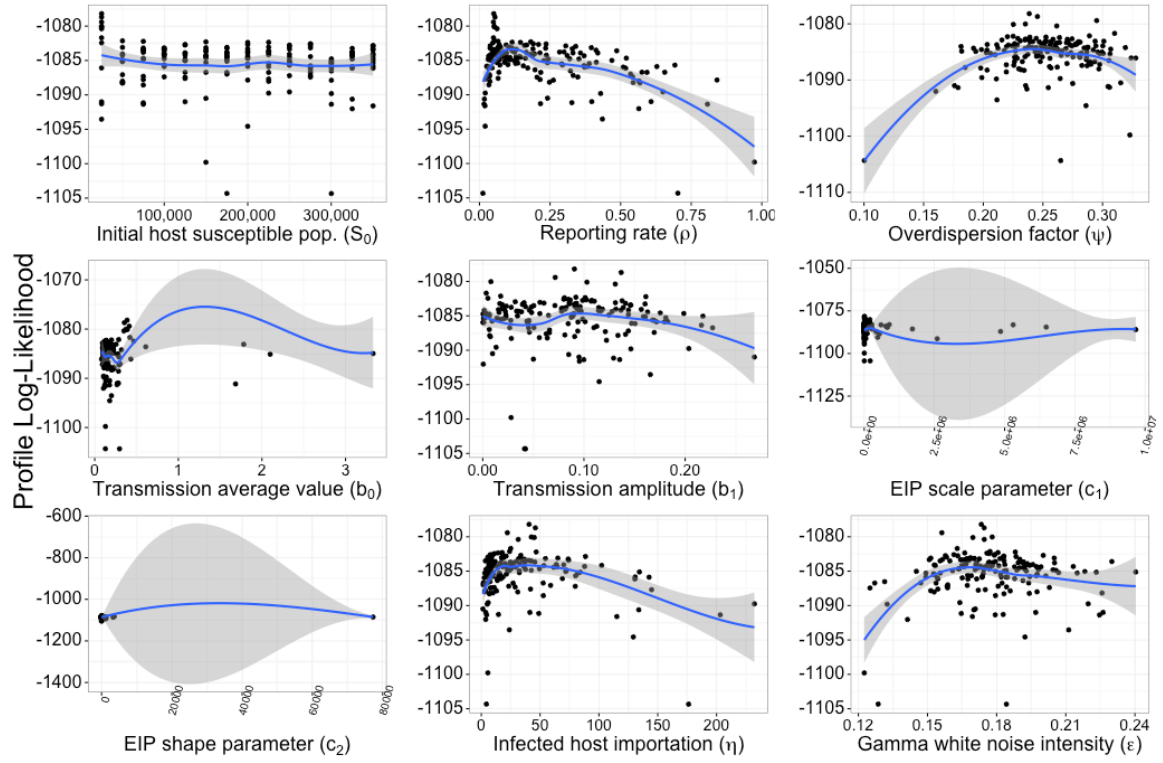 Profile Log-Likelihood
-1080
-1085
-1090
-1095
-1100
-1105
100,000 200,000 300,000
Initial host susceptible pop. (S₀)
-1080
-1085
-1090
-1095
-1100
-1105
0.00 0.25 0.50 0.75 1.00
Reporting rate (ρ)
-1080
-1090
-1100
-1110
0.10 0.15 0.20 0.25 0.30
Overdispersion factor (ψ)
-1070
-1080
-1090
-1100
0 1 2 3
Transmission average value (b₀)
-1080
-1085
-1090
-1095
-1100
-1105
0.00 0.10 0.20
Transmission amplitude (b₁)
-1050
-1075
-1100
-1125
0.0e+00 2.5e+06 5.0e+06 7.5e+06 1.0e+07
EIP scale parameter (c₁)
-600
-800
-1000
-1200
-1400
0 20000 40000 60000 80000
EIP shape parameter (c₂)
-1080
-1085
-1090
-1095
-1100
-1105
0 50 100 150 200
Infected host importation (η)
-1080
-1085
-1090
-1095
-1100
-1105
0.12 0.15 0.18 0.21 0.24
Gamma white noise intensity (ε)